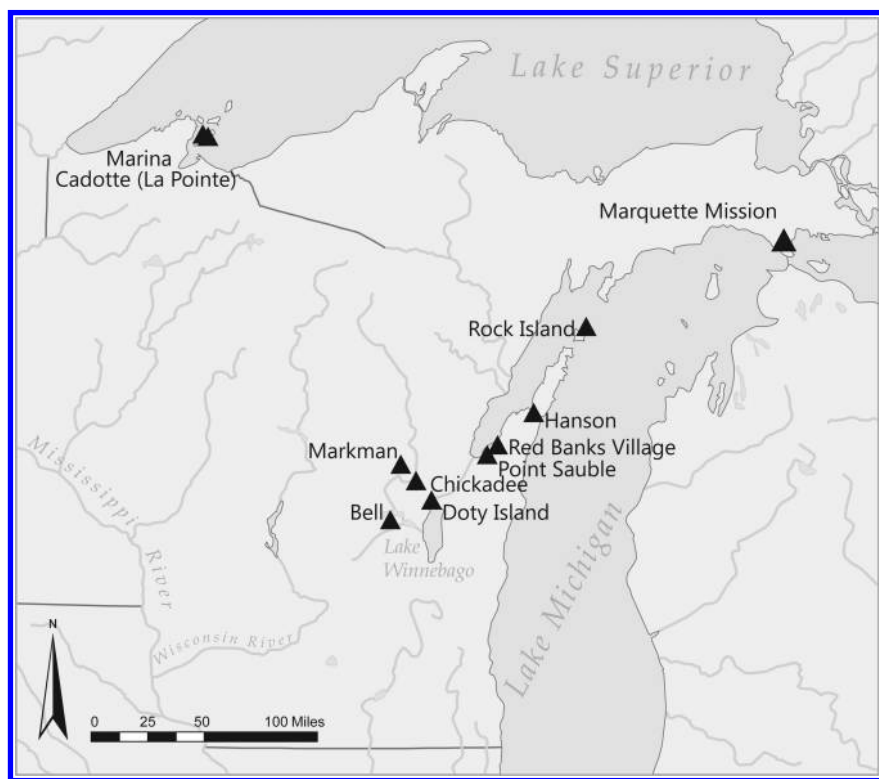 Lake Superior
Marina
Cadotte (La Pointe)
Marquette Mission
Rock Island
Hanson
Red Banks Village
Point Sauble
Markman
Chickadee
Doty Island
Bell
Lake
Winnebago
Mississippi
River
Wisconsin River
Lake Michigan
N
0 25 50 100 Miles